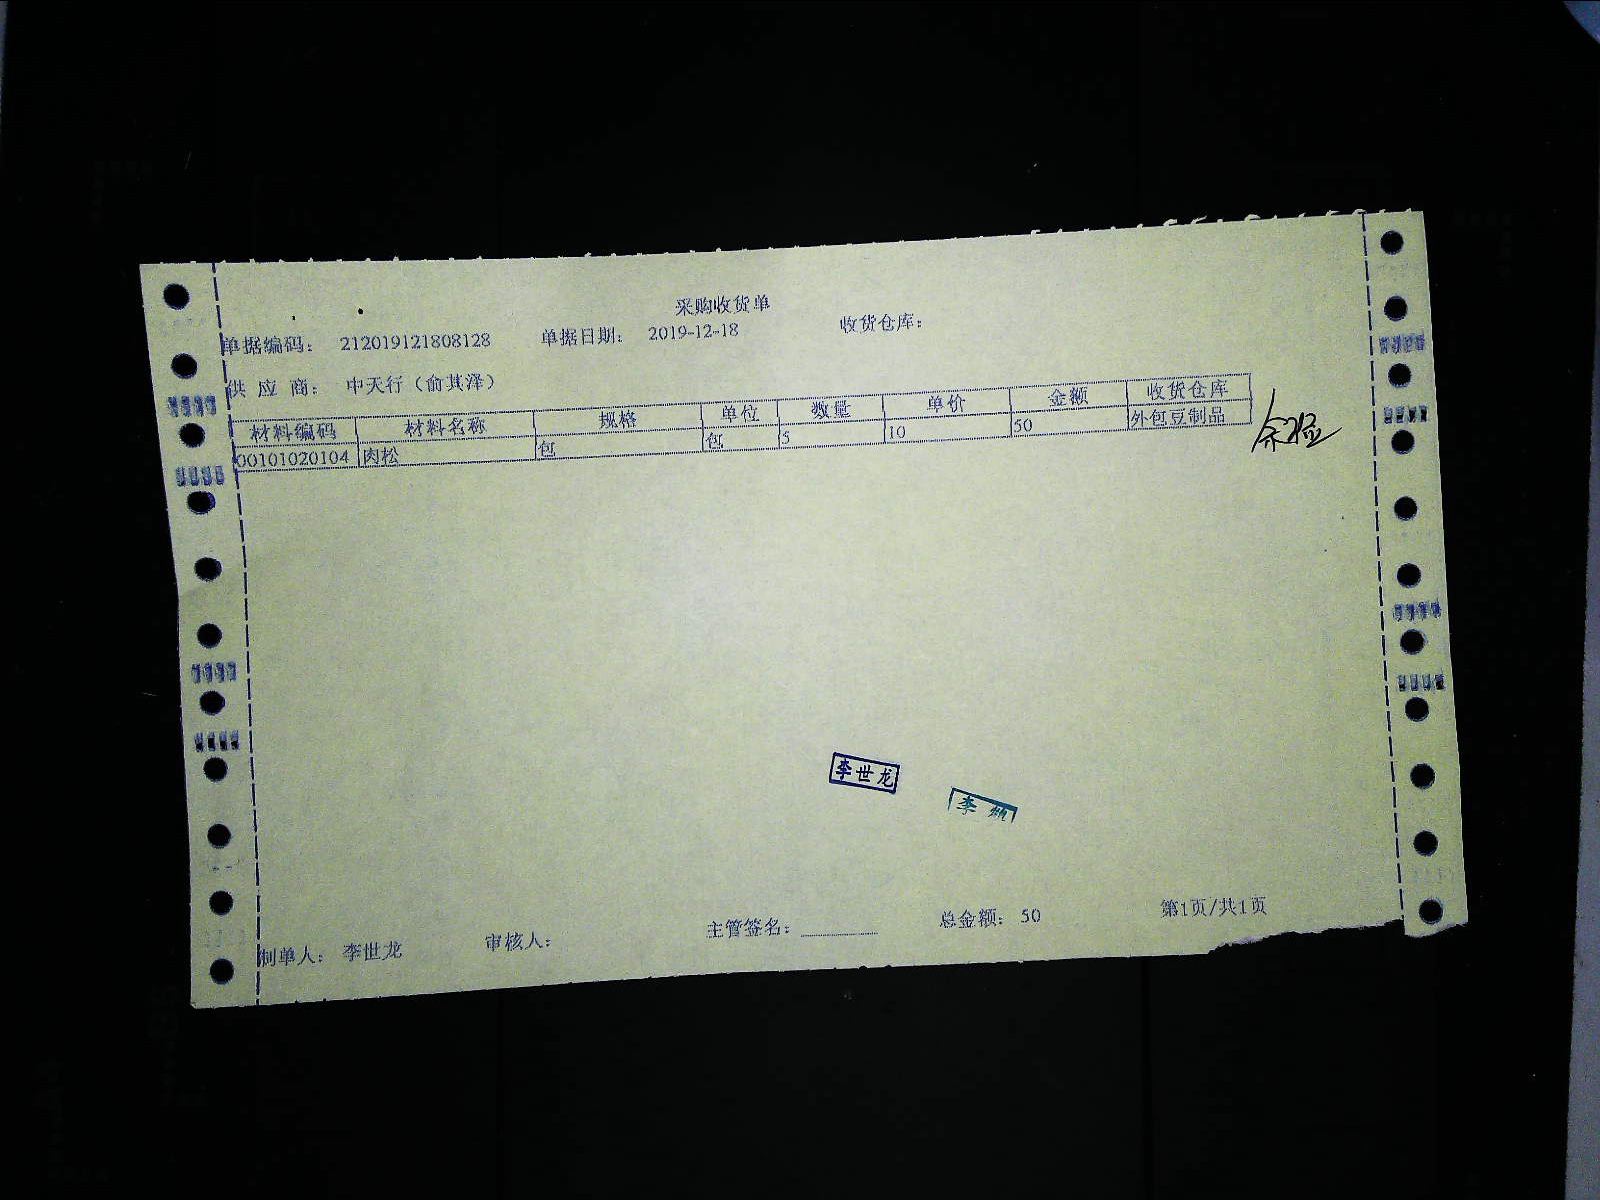 采购收货单
单据编码： 212019121808128 单据日期： 2019-12-18 收货仓库：
供 应 商： 中天行（俞其泽）
材料编码 材料名称 规格 单位 数量 单价 金额 收货仓库
00101020104 肉松 包 包 5 10 50 外包豆制品
李世龙
李
制单人： 李世龙 审核人： 主管签名： 总金额： 50 第1页/共1页